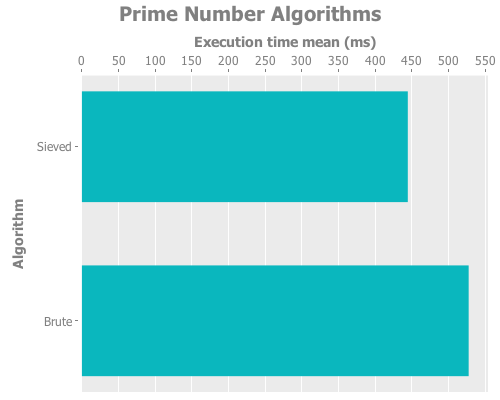 Prime Number Algorithms
Execution time mean (ms)
0 50 100 150 200 250 300 350 400 450 500 550
Sieved
Algorithm
Brute